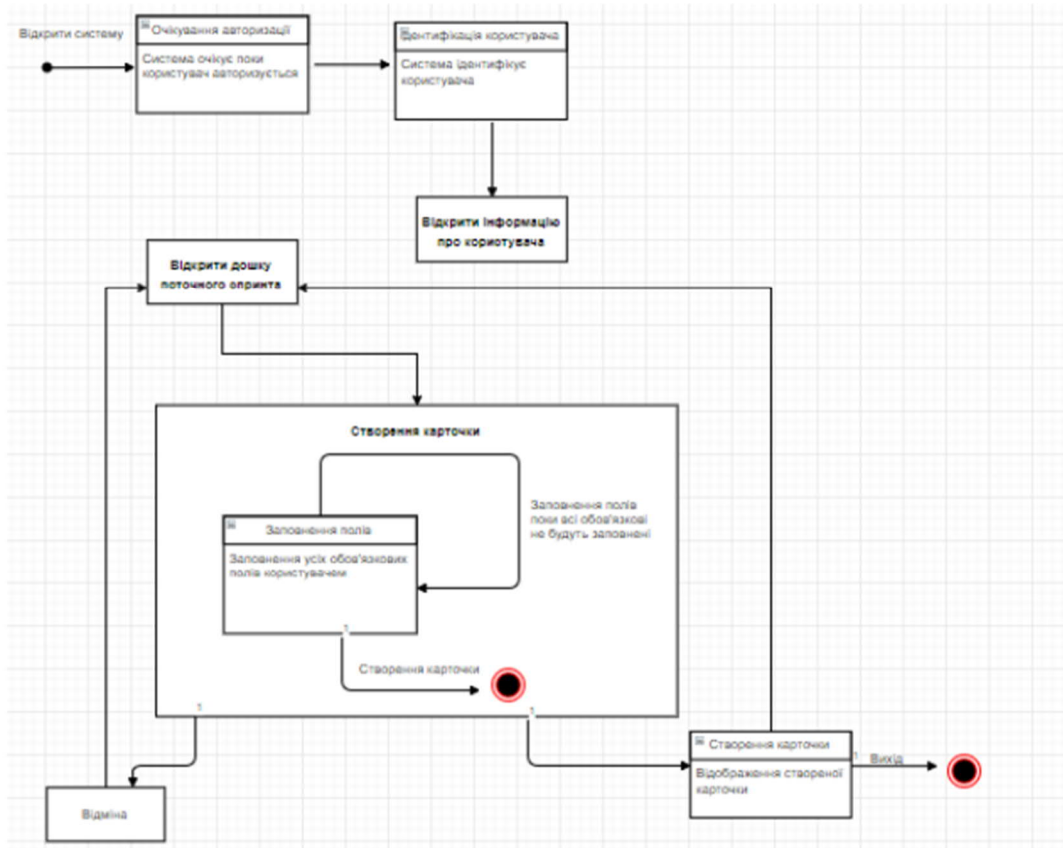 Відкрити систему
Очікування авторизації
Система очікує поки
користувач авторизується
Ідентифікація користувача
Система ідентифікує
користувача
Відкрити інформацію
про користувача
Відкрити дошку
поточного спринта
Створення карточки
Заповнення полів
поки всі обов'язкові
не будуть заповнені
Заповнення полів
Заповнення усіх обов'язкових
полів користувачем
1
Створення карточки
1
1
Створення карточки
Відображення створеної
карточки
1
Вихід
Відміна